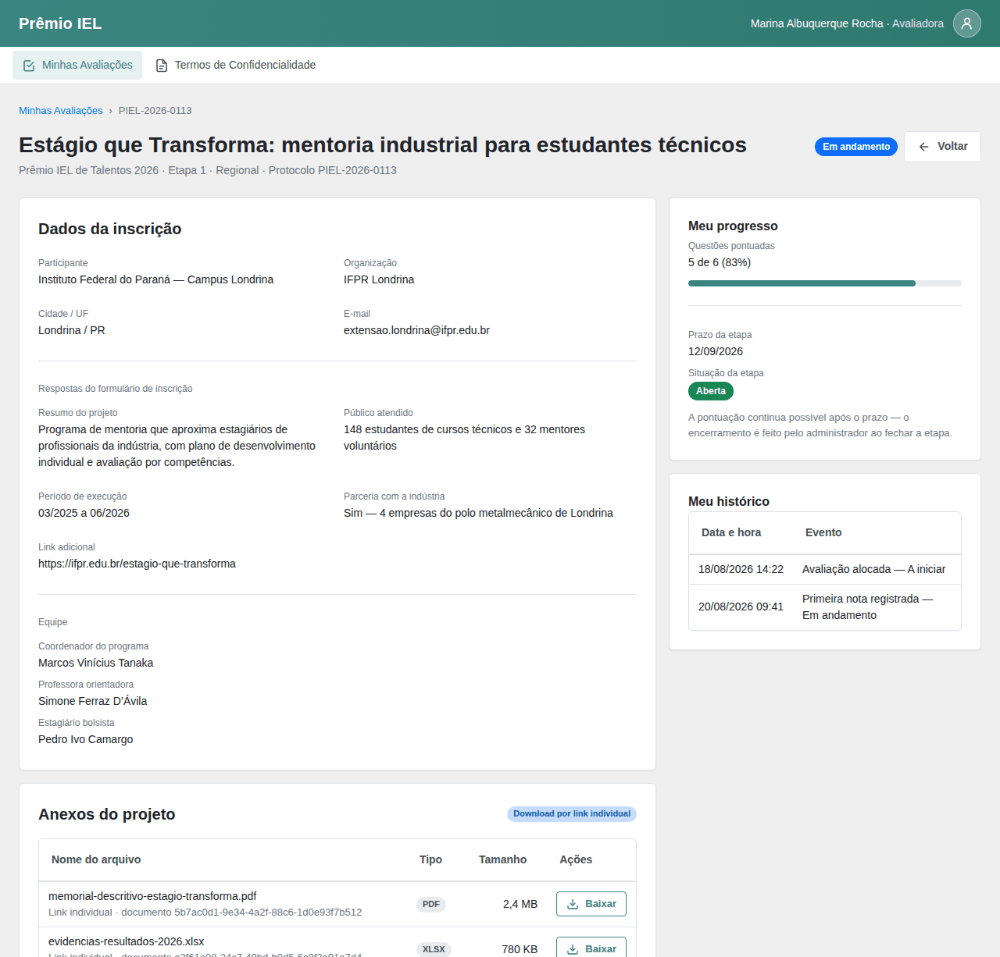 Prêmio IEL
Marina Albuquerque Rocha · Avaliadora
Minhas Avaliações
Termos de Confidencialidade
Minhas Avaliações › PIEL-2026-0113
Estágio que Transforma: mentoria industrial para estudantes técnicos
Em andamento
Voltar
Prêmio IEL de Talentos 2026 · Etapa 1 · Regional · Protocolo PIEL-2026-0113
Dados da inscrição
Participante
Instituto Federal do Paraná — Campus Londrina
Organização
IFPR Londrina
Cidade / UF
Londrina / PR
E-mail
extensao.londrina@ifpr.edu.br
Respostas do formulário de inscrição
Resumo do projeto
Programa de mentoria que aproxima estagiários de
profissionais da indústria, com plano de desenvolvimento
individual e avaliação por competências.
Público atendido
148 estudantes de cursos técnicos e 32 mentores
voluntários
Período de execução
03/2025 a 06/2026
Parceria com a indústria
Sim — 4 empresas do polo metalmecânico de Londrina
Link adicional
https://ifpr.edu.br/estagio-que-transforma
Equipe
Coordenador do programa
Marcos Vinícius Tanaka
Professora orientadora
Simone Ferraz D’Ávila
Estagiário bolsista
Pedro Ivo Camargo
Meu progresso
Questões pontuadas
5 de 6 (83%)
Prazo da etapa
12/09/2026
Situação da etapa
Aberta
A pontuação continua possível após o prazo — o
encerramento é feito pelo administrador ao fechar a etapa.
Meu histórico
Data e hora Evento
18/08/2026 14:22 Avaliação alocada — A iniciar
20/08/2026 09:41 Primeira nota registrada —
Em andamento
Anexos do projeto
Download por link individual
Nome do arquivo Tipo Tamanho Ações
memorial-descritivo-estagio-transforma.pdf
Link individual · documento 5b7ac0d1-9e34-4a2f-88c6-1d0e93f7b512
PDF 2,4 MB Baixar
evidencias-resultados-2026.xlsx
XLSX 780 KB Baixar